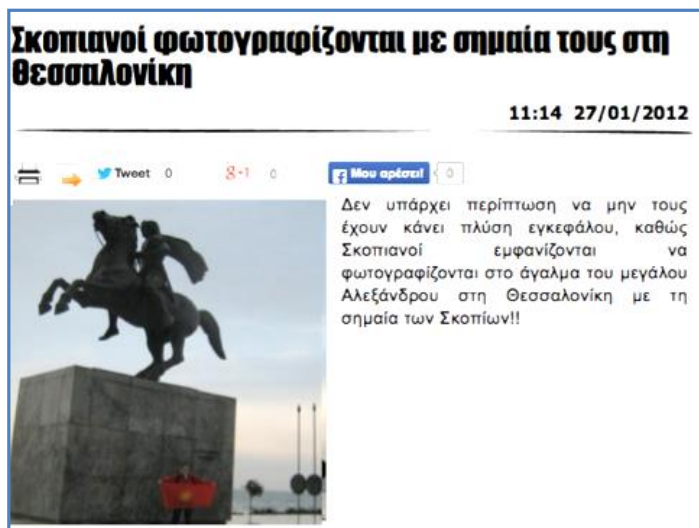 Σκοπιανοί φωτογραφίζονται με σημαία τους στη
Θεσσαλονίκη
11:14 27/01/2012
Tweet 0
g+1 0
f Μου αρέσει! 0
Δεν υπάρχει περίπτωση να μην τους
έχουν κάνει πλύση εγκεφάλου, καθώς
Σκοπιανοί εμφανίζονται να
φωτογραφίζονται στο άγαλμα του μεγάλου
Αλεξάνδρου στη Θεσσαλονίκη με τη
σημαία των Σκοπίων!!